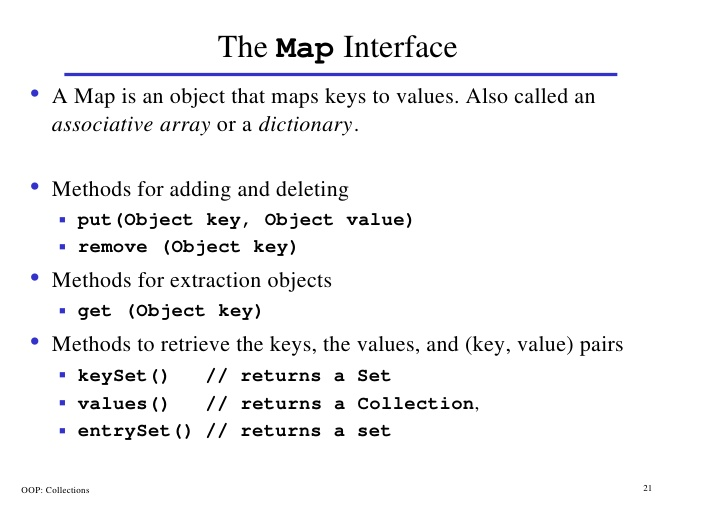 The Map Interface
• A Map is an object that maps keys to values. Also called an
associative array or a dictionary.
• Methods for adding and deleting
▪ put(Object key, Object value)
▪ remove (Object key)
• Methods for extraction objects
▪ get (Object key)
• Methods to retrieve the keys, the values, and (key, value) pairs
▪ keySet()   // returns a Set
▪ values()   // returns a Collection,
▪ entrySet() // returns a set
OOP: Collections
21